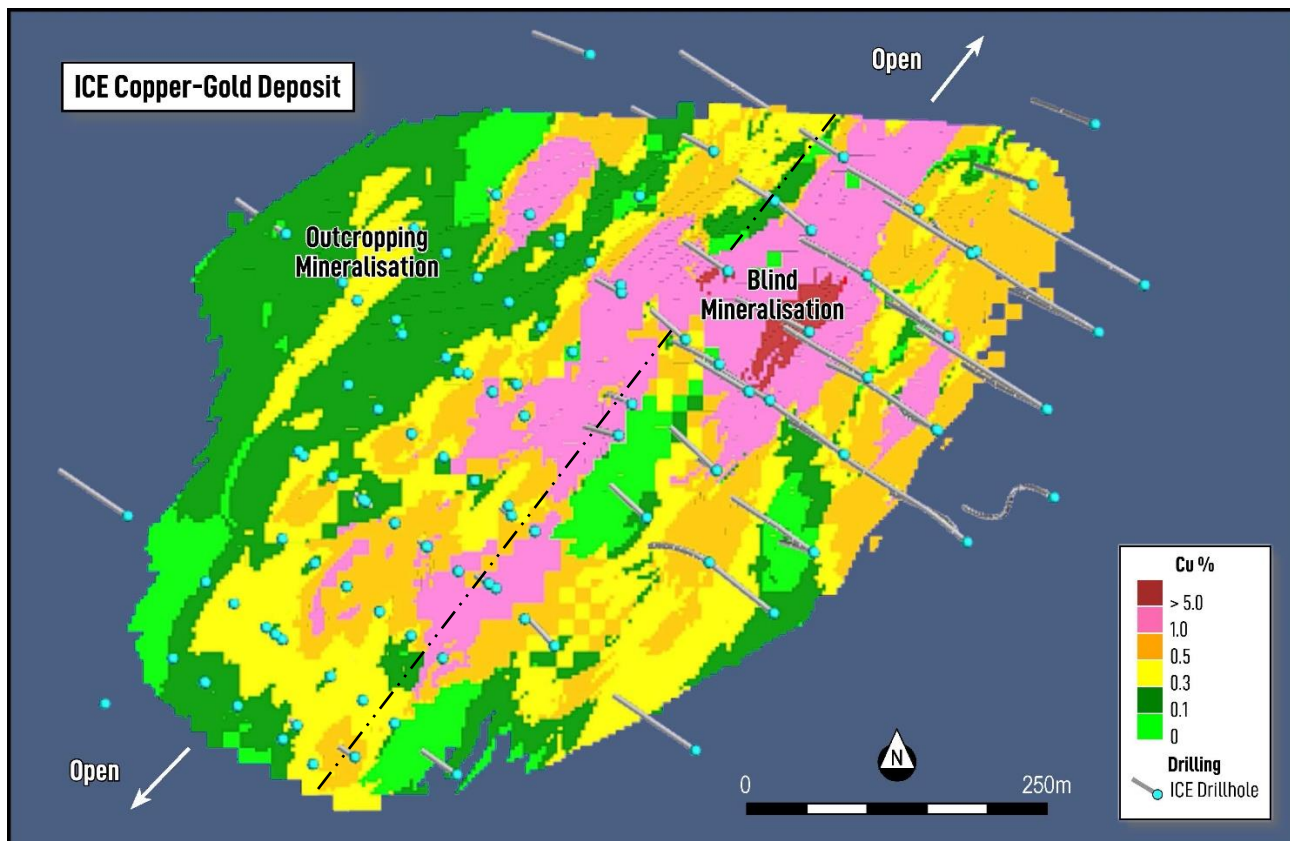 ICE Copper-Gold Deposit
Open
Outcropping
Mineralisation
Blind
Mineralisation
Open
N
0
250m
Cu %
> 5.0
1.0
0.5
0.3
0.1
0
Drilling
ICE Drillhole